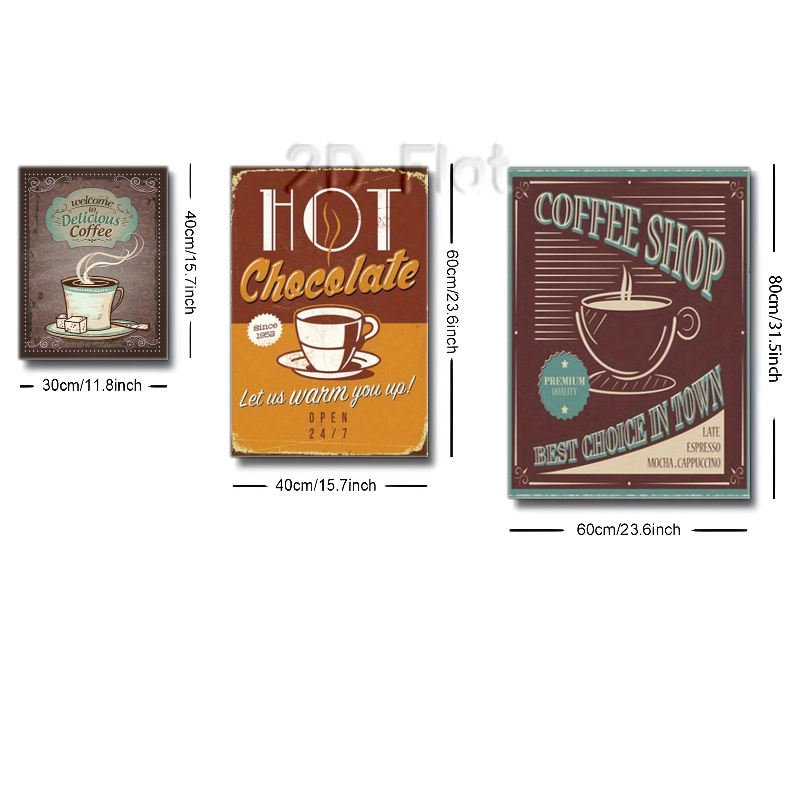 2D Flat
welcome
to
Delicious
Coffee
40cm/15.7inch
30cm/11.8inch
HOT
Chocolate
Since
1952
Let us warm you up!
OPEN
24/7
60cm/23.6inch
40cm/15.7inch
COFFEE SHOP
PREMIUM
QUALITY
BEST CHOICE IN TOWN
LATE
ESPRESSO
MOCHA.CAPPUCCINO
80cm/31.5inch
60cm/23.6inch